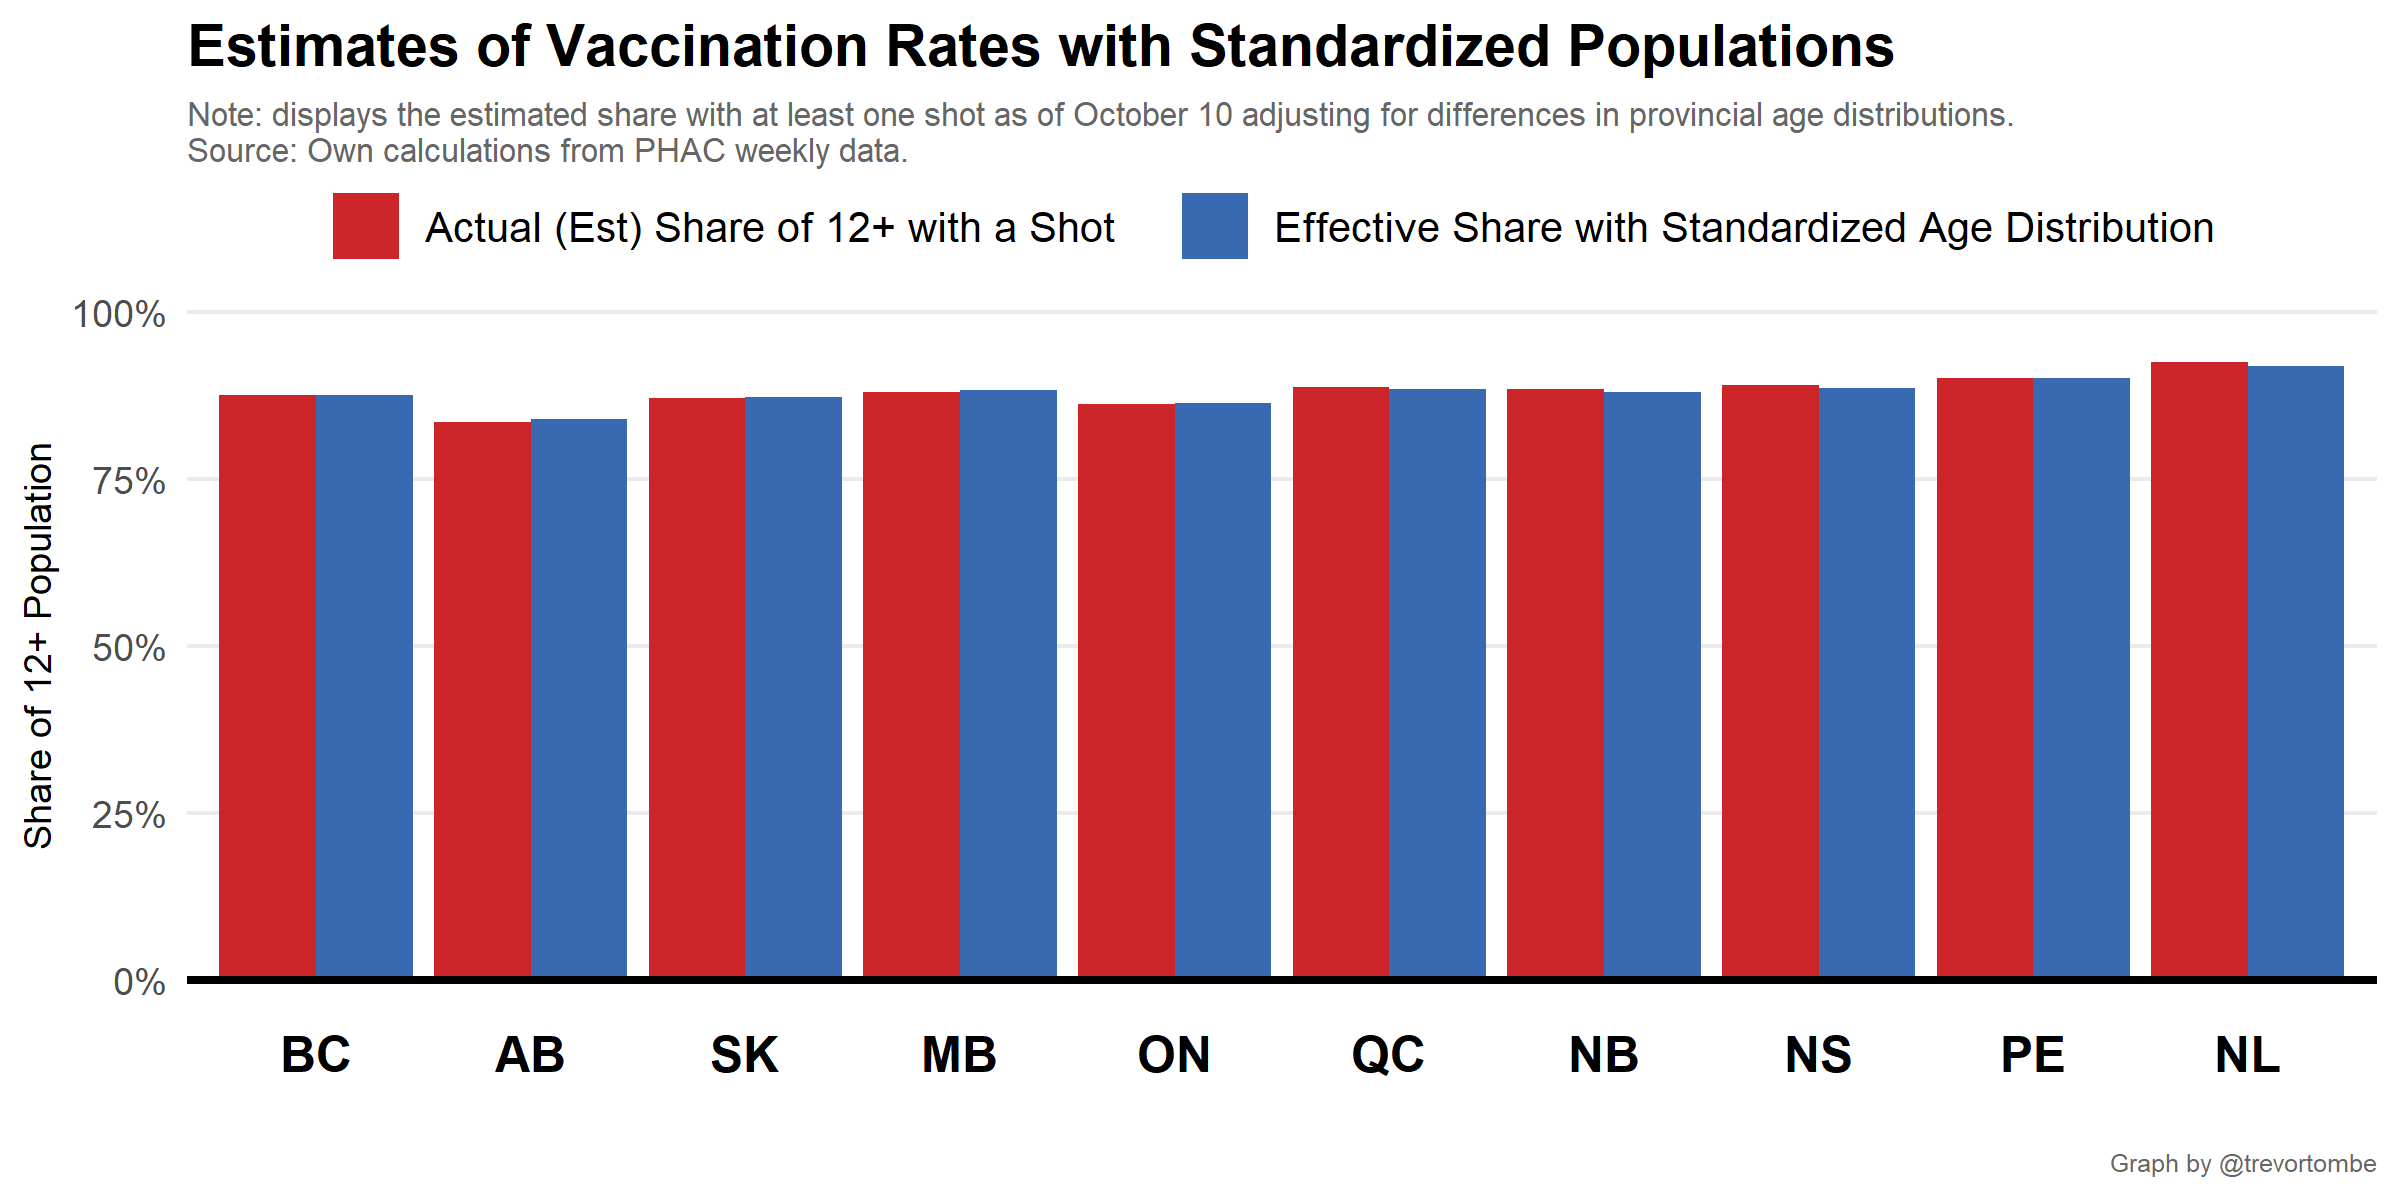 Estimates of Vaccination Rates with Standardized Populations
Note: displays the estimated share with at least one shot as of October 10 adjusting for differences in provincial age distributions.
Source: Own calculations from PHAC weekly data.
Actual (Est) Share of 12+ with a Shot
Effective Share with Standardized Age Distribution
Share of 12+ Population
100%
75%
50%
25%
0%
BC AB SK MB ON QC NB NS PE NL
Graph by @trevortombe